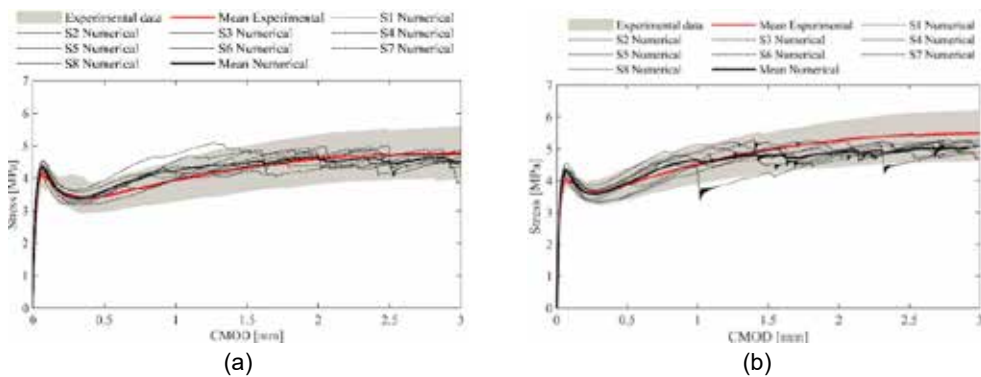 Experimental data Mean Experimental S1 Numerical
S2 Numerical S3 Numerical S4 Numerical
S5 Numerical S6 Numerical S7 Numerical
S8 Numerical Mean Numerical
7
6
5
4
3
2
1
0
Stress [MPa]
0 0.5 1 1.5 2 2.5 3
CMOD [mm]
(a)
Experimental data Mean Experimental S1 Numerical
S2 Numerical S3 Numerical S4 Numerical
S5 Numerical S6 Numerical S7 Numerical
S8 Numerical Mean Numerical
7
6
5
4
3
2
1
0
Stress [MPa]
0 0.5 1 1.5 2 2.5 3
CMOD [mm]
(b)